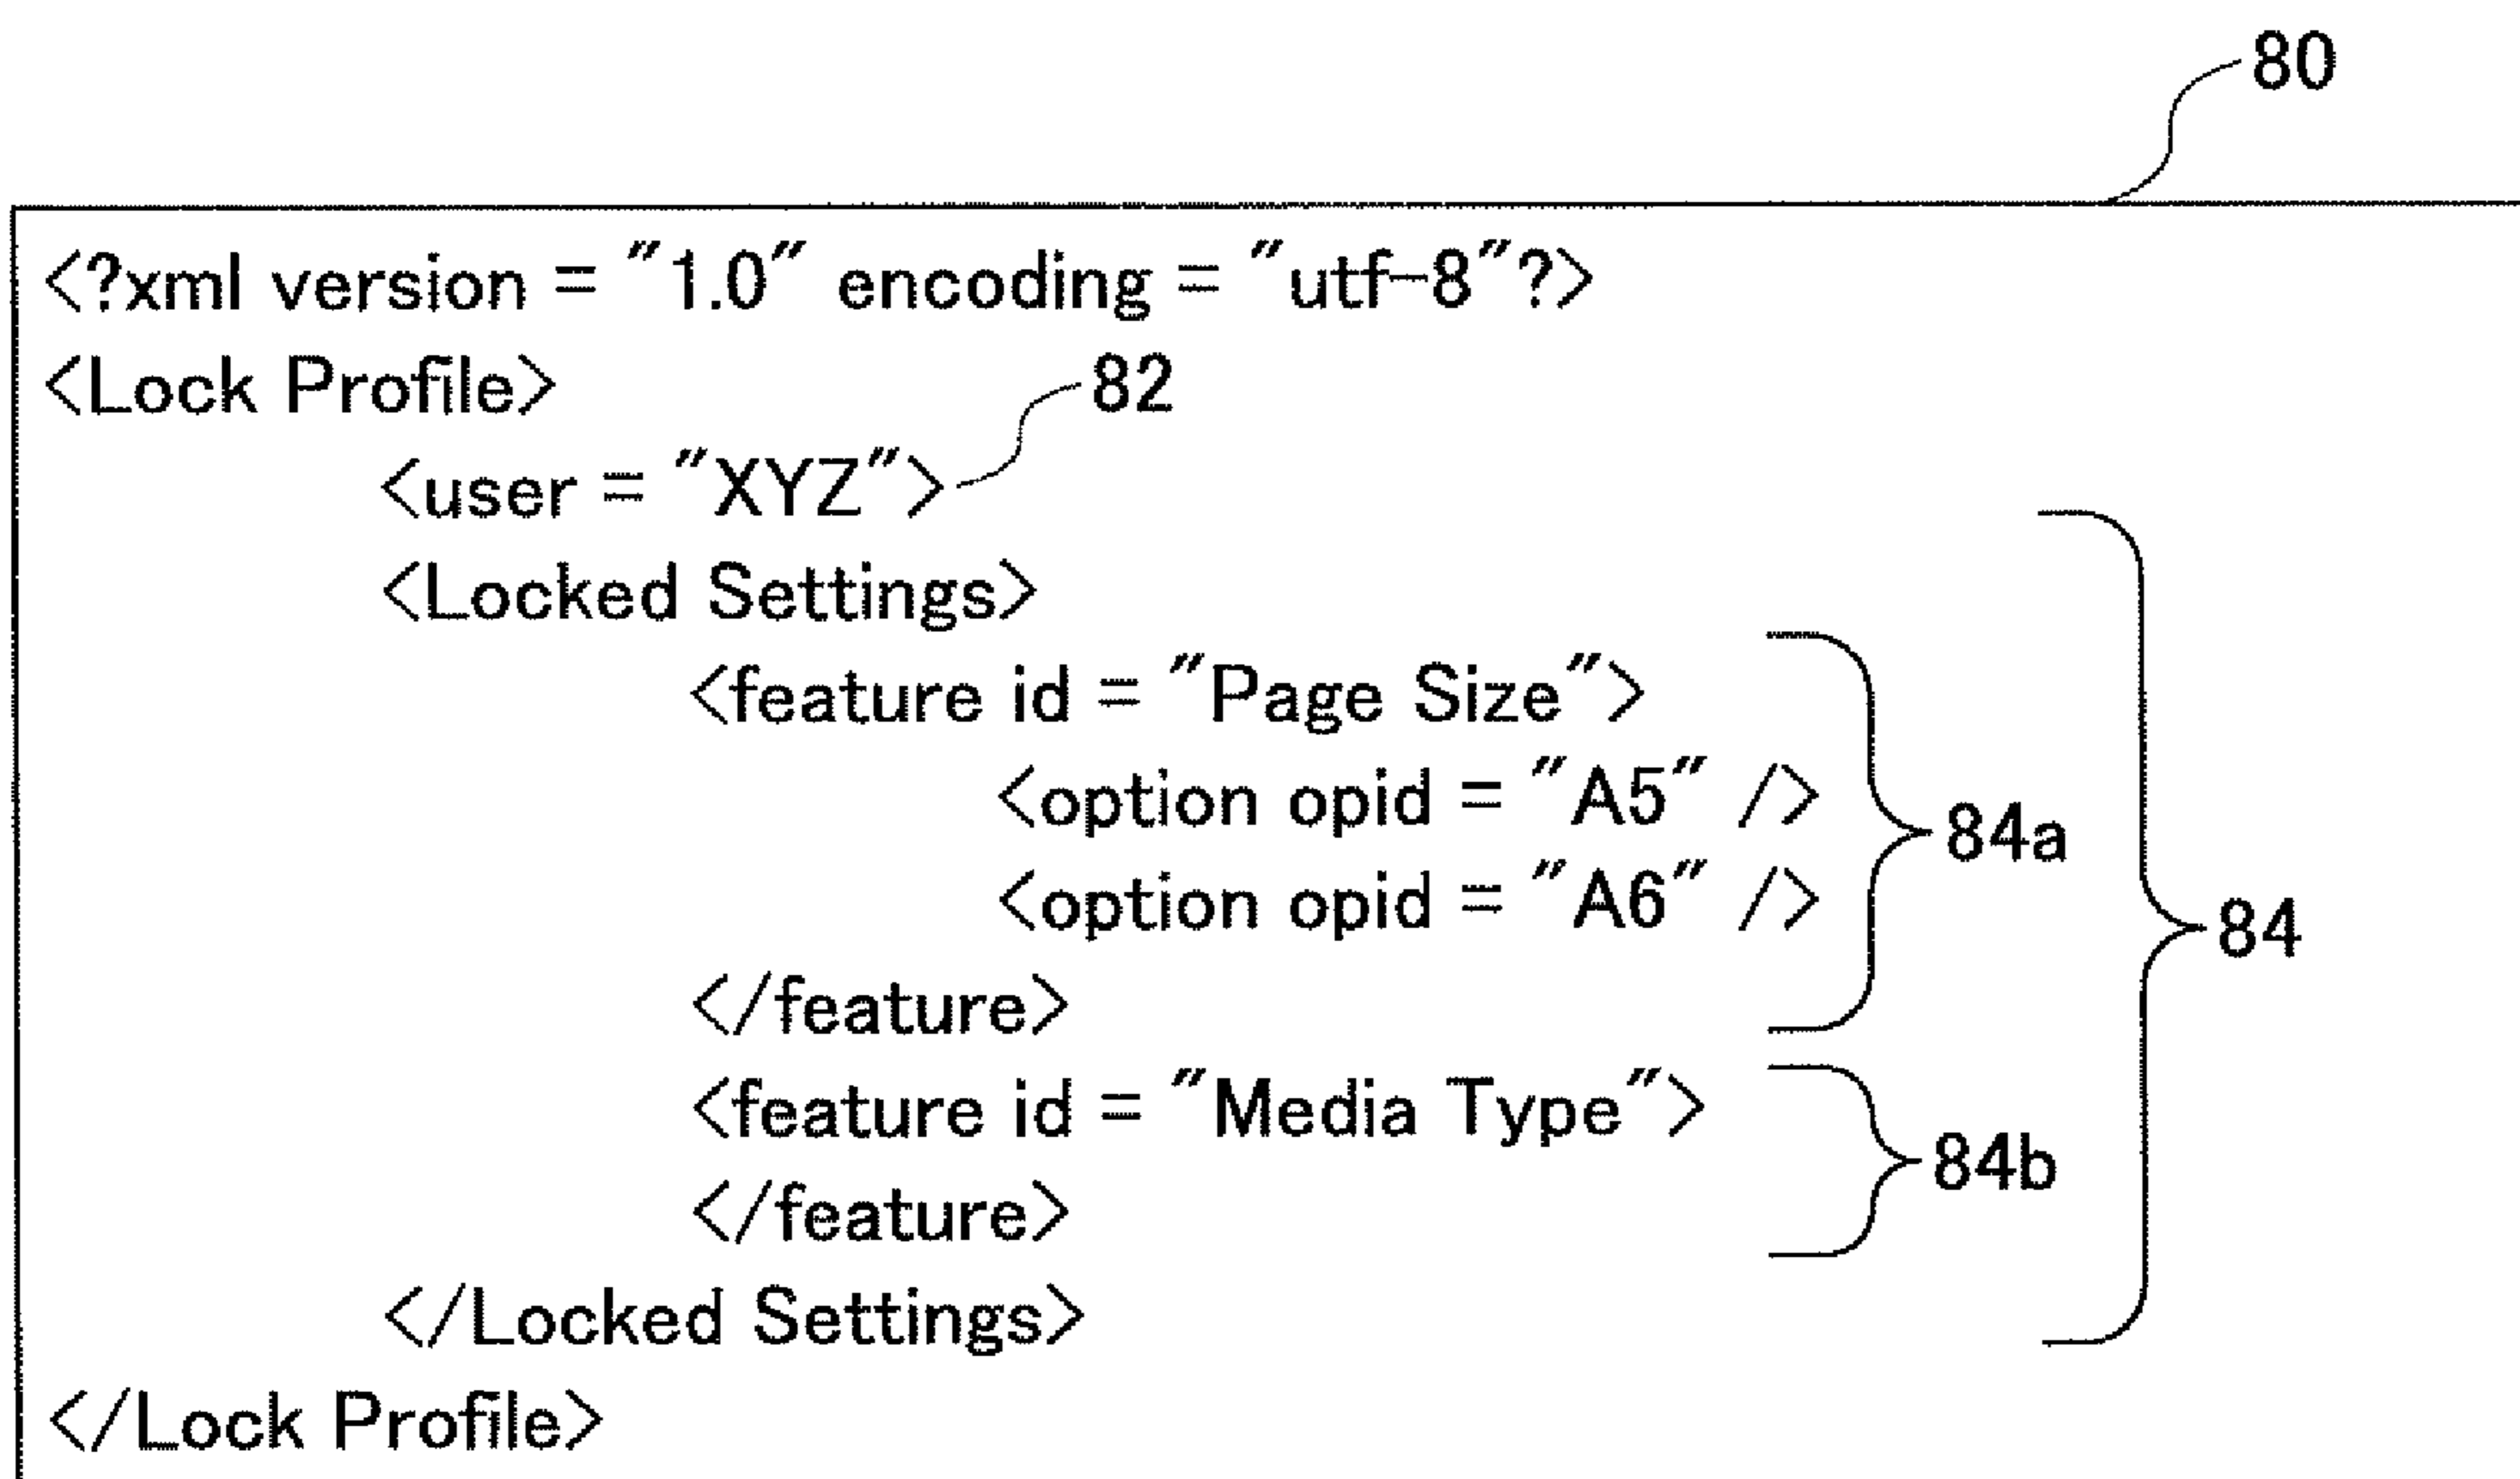 80
<?xml version = "1.0" encoding = "utf-8"?>
<Lock Profile>
82
<user = "XYZ">
<Locked Settings>
<feature id = "Page Size">
<option opid = "A5" />
84a
<option opid = "A6" />
84
</feature>
<feature id = "Media Type">
84b
</feature>
</Locked Settings>
</Lock Profile>